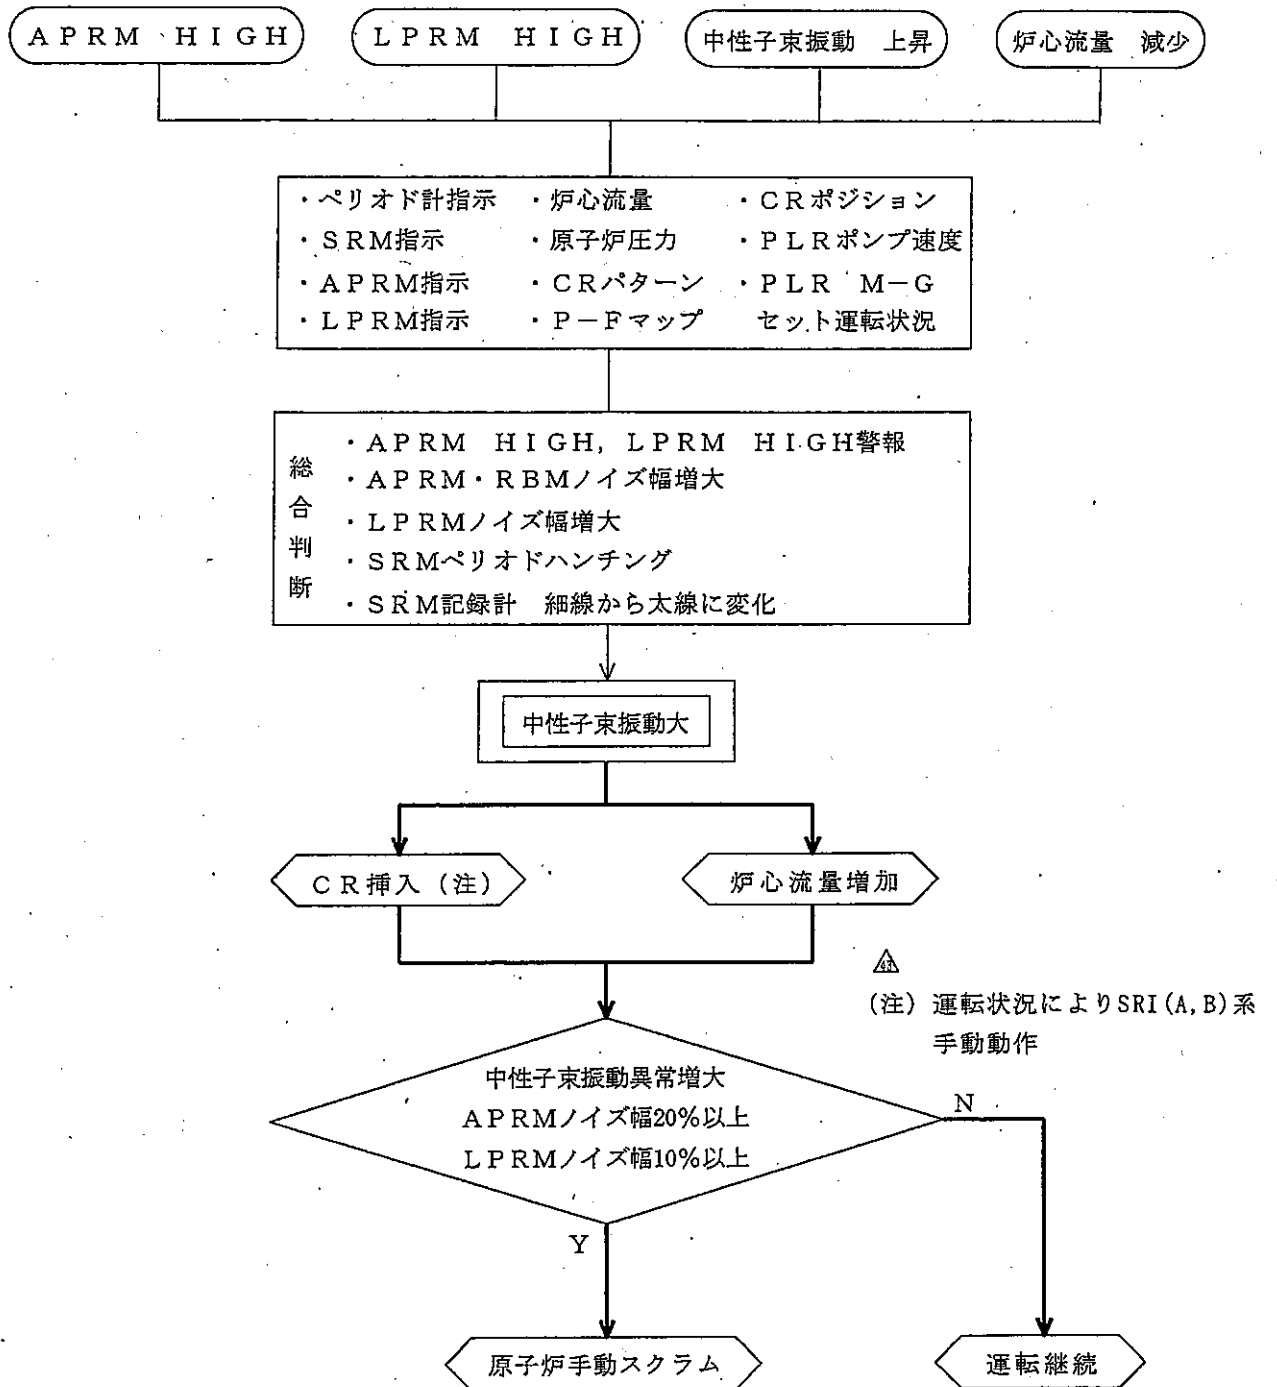 APRM HIGH
LPRM HIGH
中性子束振動 上昇
炉心流量 減少
・ペリオド計指示 ・炉心流量 ・CRポジション
・SRM指示 ・原子炉圧力 ・PLRポンプ速度
・APRM指示 ・CRパターン ・PLR M-G
・LPRM指示 ・P-Fマップ セット運転状況
総合判断
・APRM HIGH, LPRM HIGH警報
・APRM・RBMノイズ幅増大
・LPRMノイズ幅増大
・SRMペリオドハンチング
・SRM記録計 細線から太線に変化
中性子束振動大
CR挿入(注)
炉心流量増加
43
(注) 運転状況によりSRI(A,B)系
手動動作
中性子束振動異常増大
APRMノイズ幅20%以上
LPRMノイズ幅10%以上
N
Y
原子炉手動スクラム
運転継続